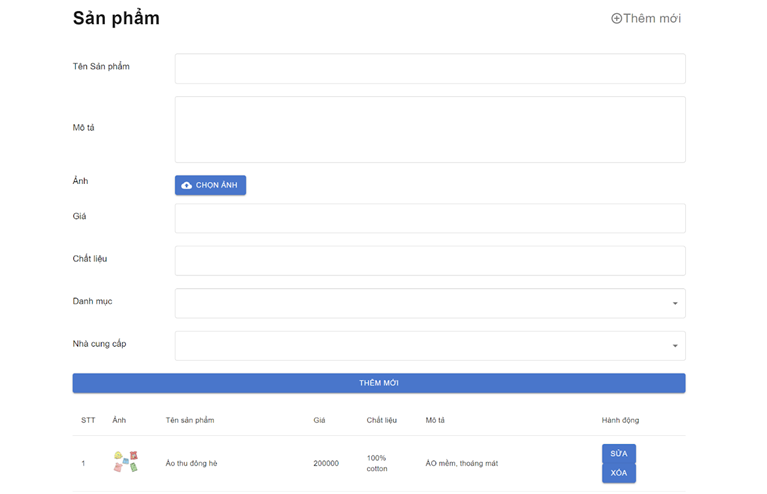 Sản phẩm
Thêm mới
Tên Sản phẩm
Mô tả
Ảnh
CHỌN ẢNH
Giá
Chất liệu
Danh mục
Nhà cung cấp
THÊM MỚI
STT Ảnh Tên sản phẩm Giá Chất liệu Mô tả Hành động
1 Áo thu đông hè 200000 100% cotton ÁO mềm, thoáng mát SỬA
XÓA